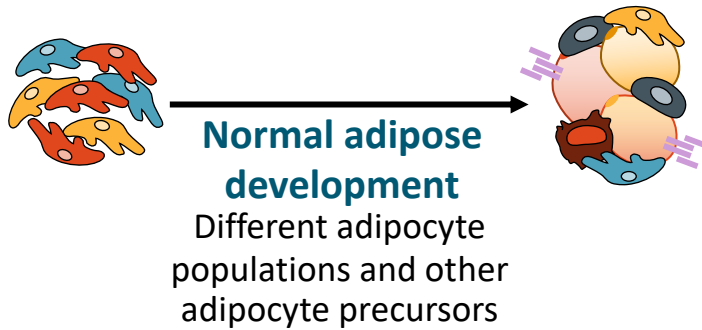 Normal adipose
development
Different adipocyte
populations and other
adipocyte precursors